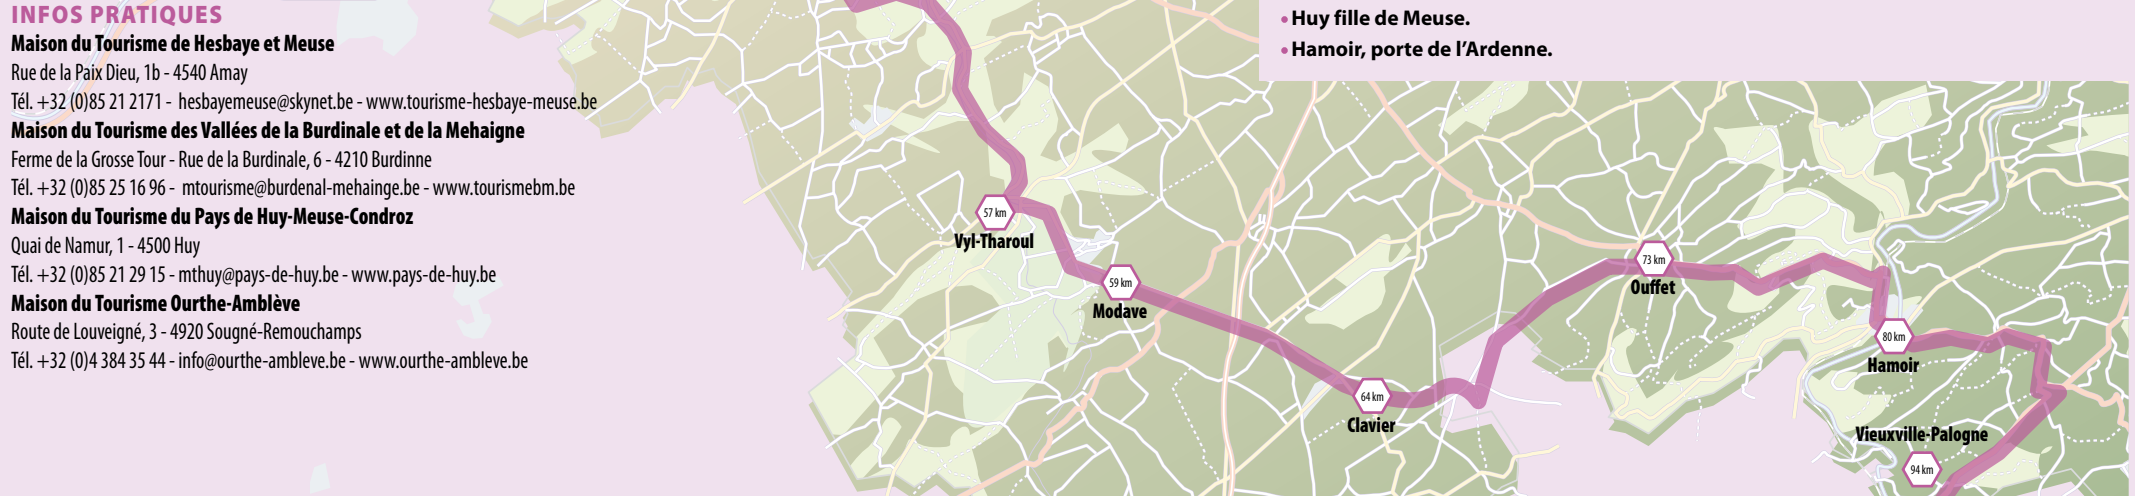 INFOS PRATIQUES
Maison du Tourisme de Hesbaye et Meuse
Rue de la Paix Dieu, 1b - 4540 Amay
Tél. +32 (0)85 21 2171 - hesbayemeuse@skynet.be - www.tourisme-hesbaye-meuse.be
Maison du Tourisme des Vallées de la Burdinale et de la Mehaigne
Ferme de la Grosse Tour - Rue de la Burdinale, 6 - 4210 Burdinne
Tél. +32 (0)85 25 16 96 - mtourisme@burdenal-mehainge.be - www.tourismebm.be
Maison du Tourisme du Pays de Huy-Meuse-Condroz
Quai de Namur, 1 - 4500 Huy
Tél. +32 (0)85 21 29 15 - mthuy@pays-de-huy.be - www.pays-de-huy.be
Maison du Tourisme Ourthe-Amblève
Route de Louveigné, 3 - 4920 Sougné-Remouchamps
Tél. +32 (0)4 384 35 44 - info@ourthe-ambleve.be - www.ourthe-ambleve.be
• Huy fille de Meuse.
• Hamoir, porte de l'Ardenne.
57 km
Vyl-Tharoul
59 km
Modave
64 km
Clavier
73 km
Ouffet
80 km
Hamoir
Vieuxville-Palogne
94 km